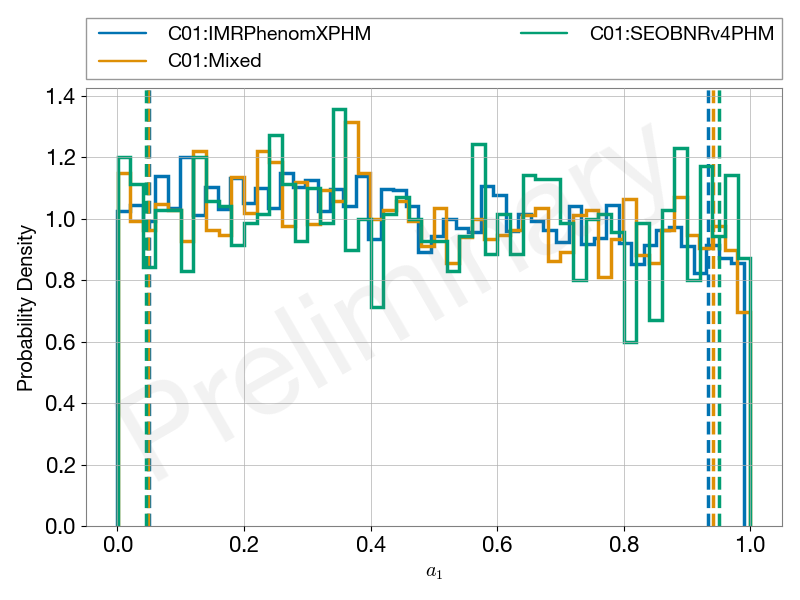 C01:IMRPhenomXPHM
C01:Mixed
C01:SEOBNRv4PHM
Preliminary
Probability Density
1.4
1.2
1.0
0.8
0.6
0.4
0.2
0.0
0.0 0.2 0.4 0.6 0.8 1.0
a₁